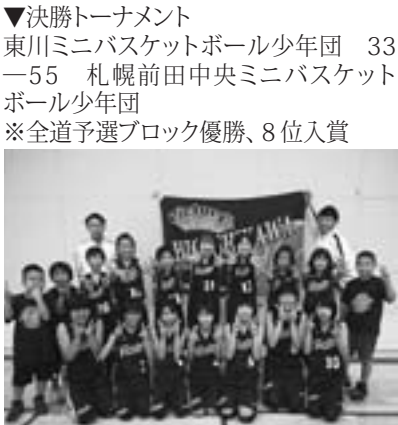 ▼決勝トーナメント
東川ミニバスケットボール少年団　33
―55　札幌前田中央ミニバスケット
ボール少年団
※全道予選ブロック優勝、８位入賞